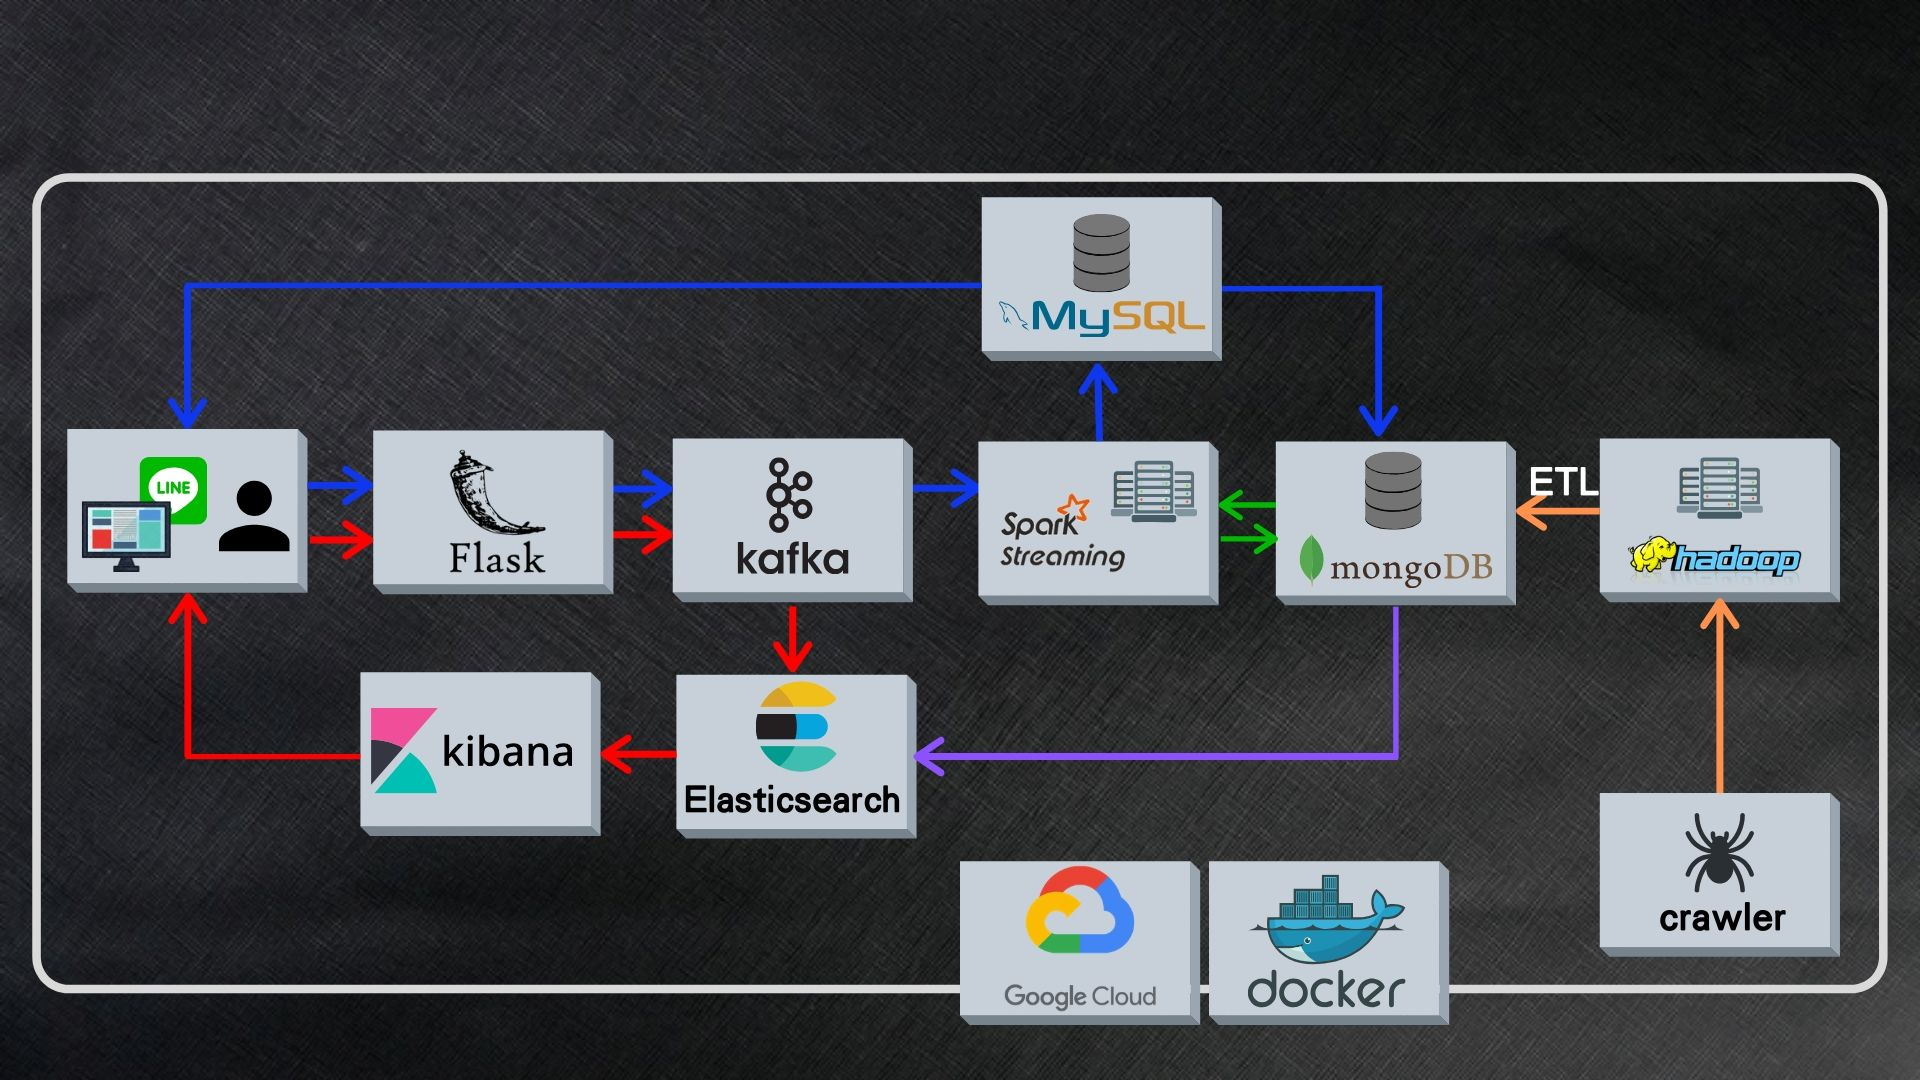 MySQL
LINE
Flask
kafka
Spark
Streaming
mongoDB
ETL
hadoop
kibana
Elasticsearch
crawler
Google Cloud
docker